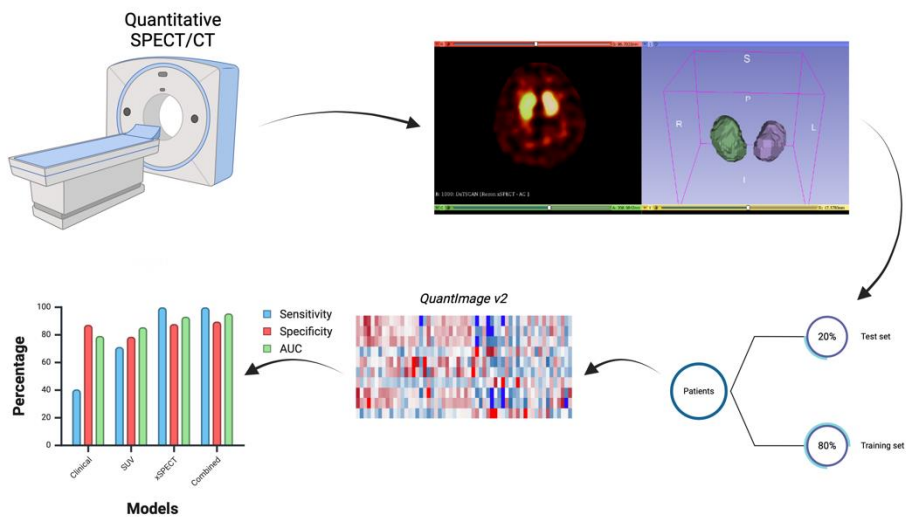 Quantitative
SPECT/CT
S
P
R
L
I
QuantImage v2
Sensitivity
Specificity
AUC
Percentage
100
80
60
40
20
0
Clinical
SUV
xSPECT
Combined
Models
Patients
20%
Test set
80%
Training set